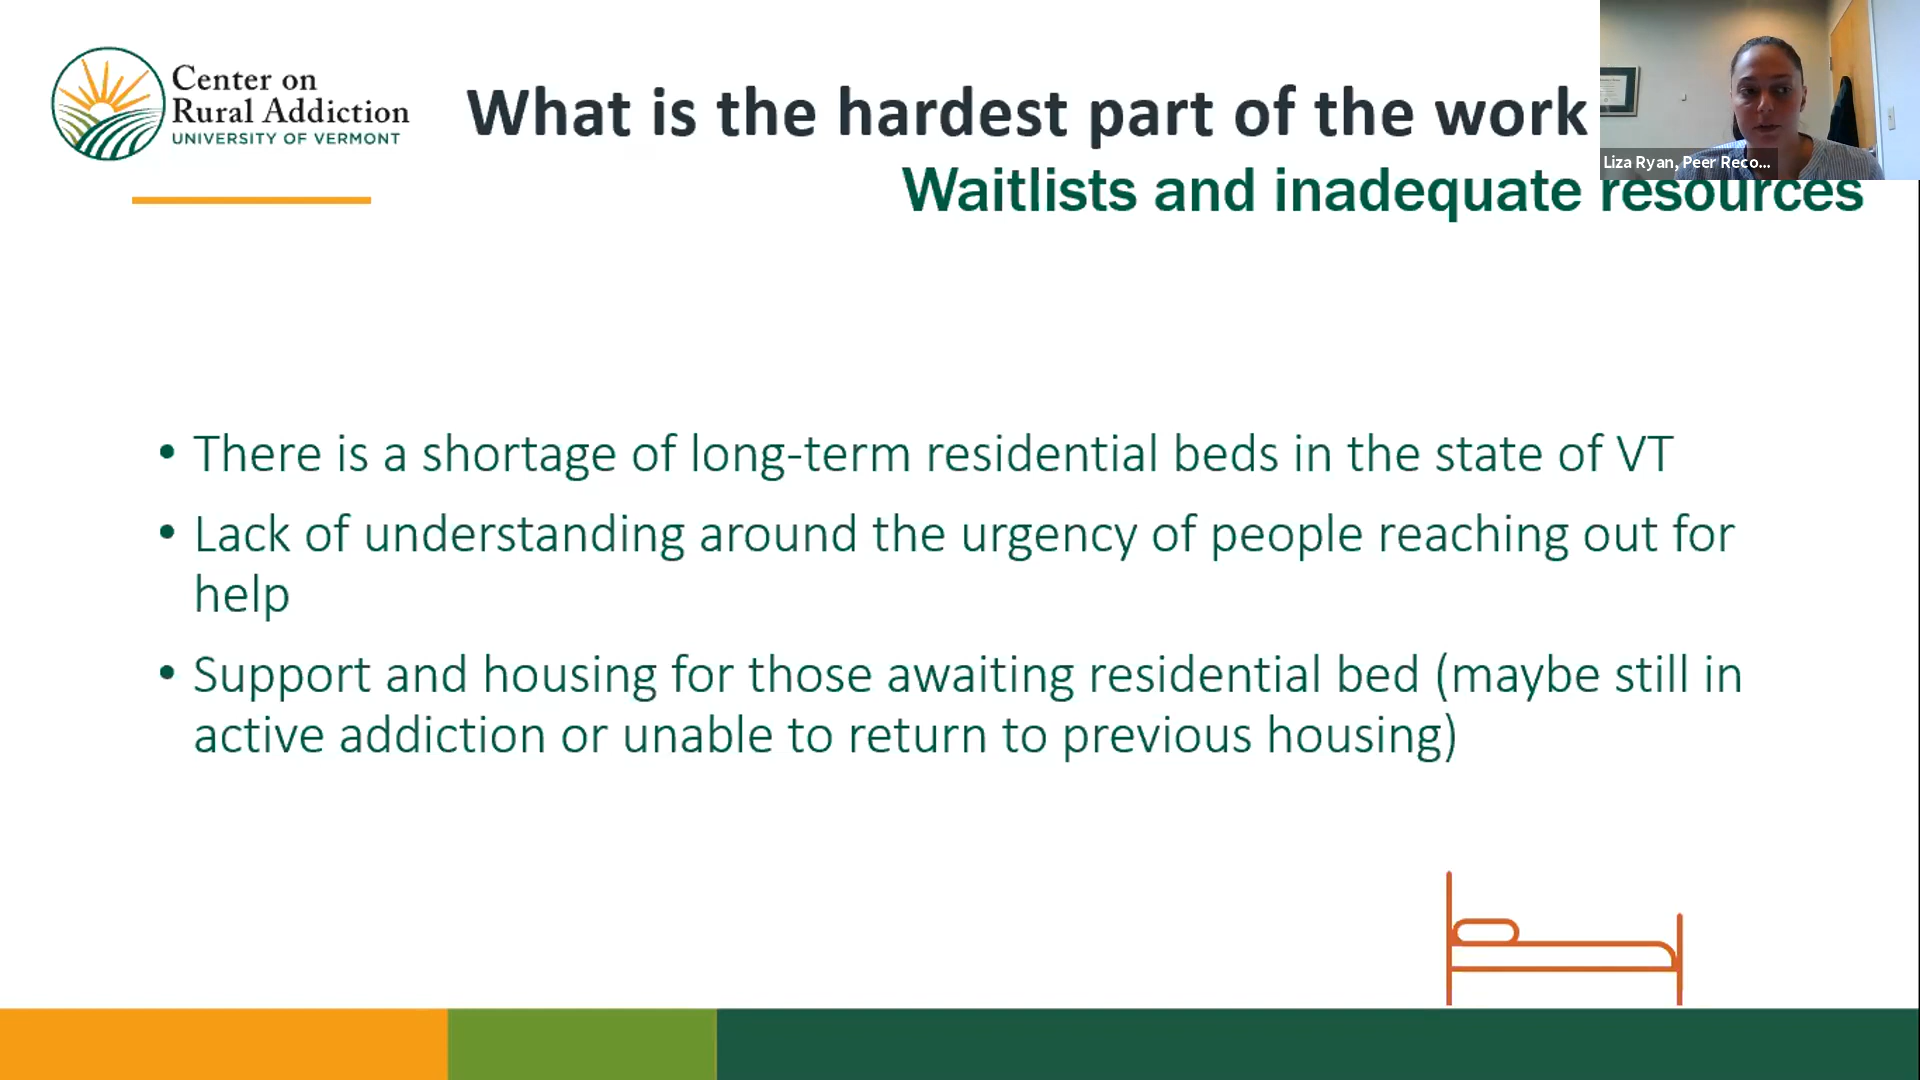 Center on
Rural Addiction
UNIVERSITY OF VERMONT
What is the hardest part of the work
Liza Ryan, Peer Reco...
Waitlists and inadequate resources
• There is a shortage of long-term residential beds in the state of VT
• Lack of understanding around the urgency of people reaching out for
help
• Support and housing for those awaiting residential bed (maybe still in
active addiction or unable to return to previous housing)